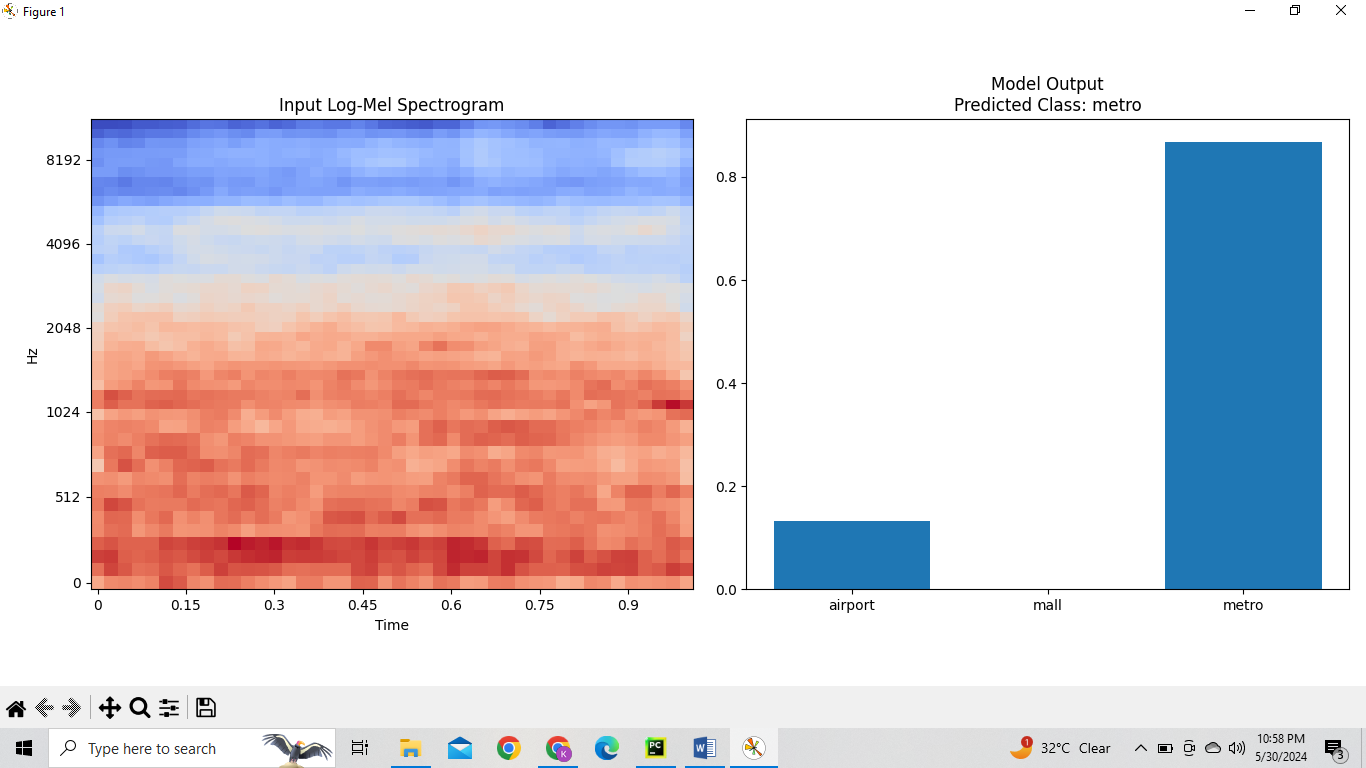 Figure 1
Input Log-Mel Spectrogram
Hz
8192
4096
2048
1024
512
0
0 0.15 0.3 0.45 0.6 0.75 0.9
Time
Model Output
Predicted Class: metro
0.8
0.6
0.4
0.2
0.0
airport mall metro
Type here to search
K
PC
W
1
32°C Clear
10:58 PM
5/30/2024
3